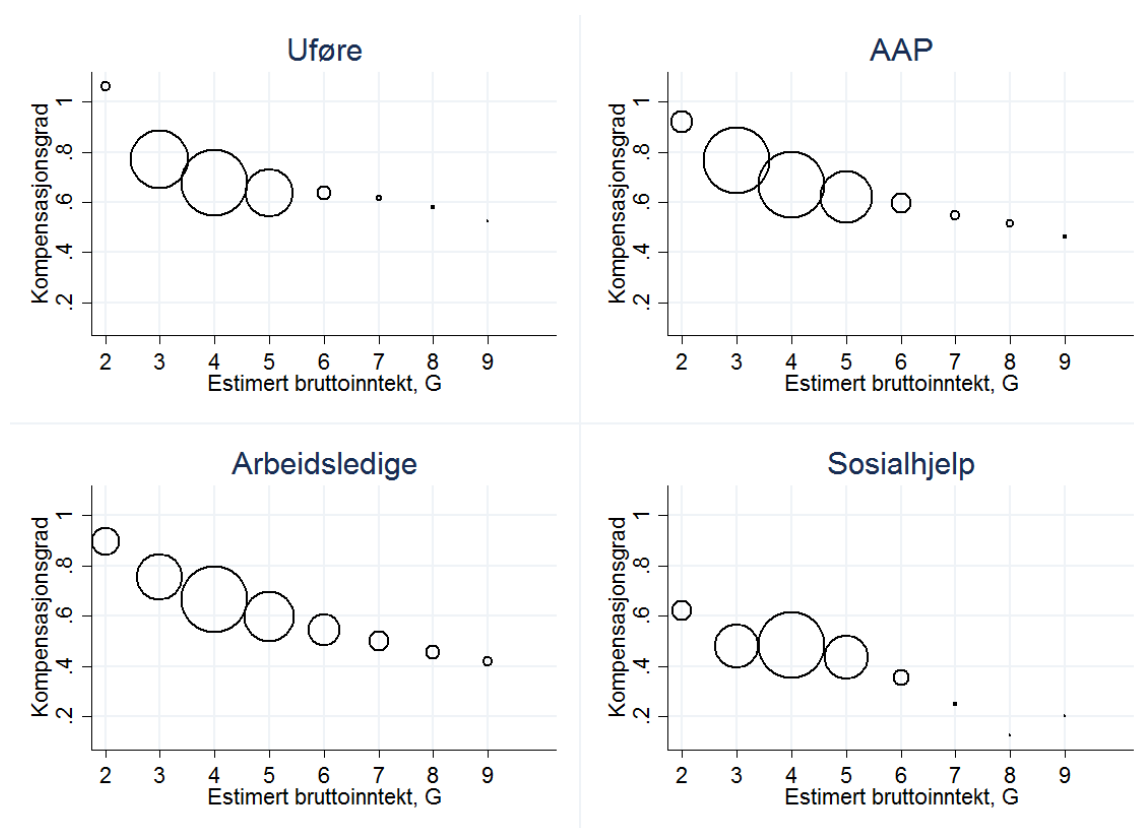 Uføre
Kompensasjonsgrad
1
.8
.6
.4
.2
2 3 4 5 6 7 8 9
Estimert bruttoinntekt, G
AAP
Kompensasjonsgrad
1
.8
.6
.4
.2
2 3 4 5 6 7 8 9
Estimert bruttoinntekt, G
Arbeidsledige
Kompensasjonsgrad
1
.8
.6
.4
.2
2 3 4 5 6 7 8 9
Estimert bruttoinntekt, G
Sosialhjelp
Kompensasjonsgrad
1
.8
.6
.4
.2
2 3 4 5 6 7 8 9
Estimert bruttoinntekt, G